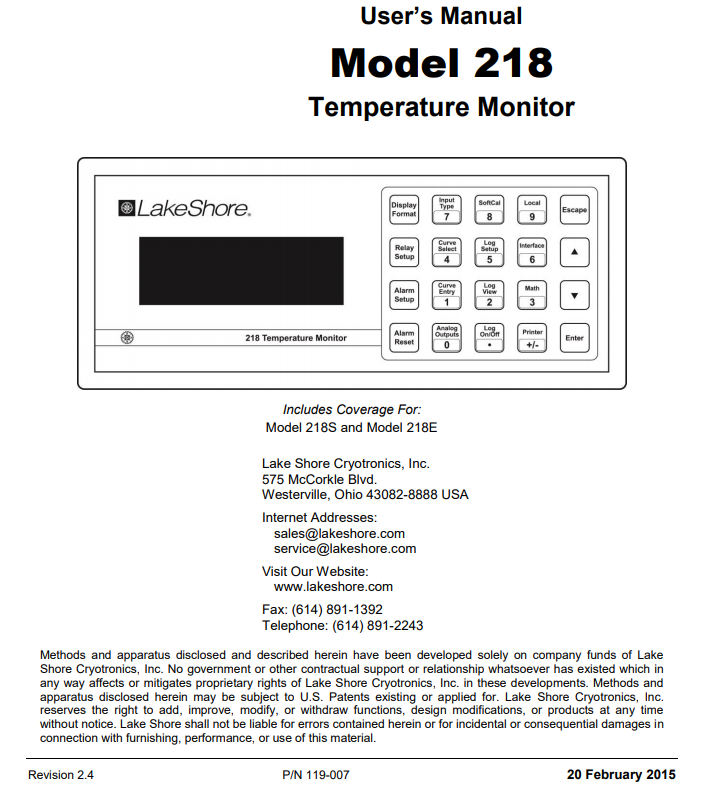 User's Manual
Model 218
Temperature Monitor
LakeShore®
Display
Format
Input
Type
7
SoftCal
8
Local
9
Escape
Relay
Setup
Curve
Select
4
Log
Setup
5
Interface
6
▲
Alarm
Setup
Curve
Entry
1
Log
View
2
Math
3
▼
218 Temperature Monitor
Alarm
Reset
Analog
Outputs
0
Log
On/Off
•
Printer
+/-
Enter
Includes Coverage For:
Model 218S and Model 218E
Lake Shore Cryotronics, Inc.
575 McCorkle Blvd.
Westerville, Ohio 43082-8888 USA
Internet Addresses:
sales@lakeshore.com
service@lakeshore.com
Visit Our Website:
www.lakeshore.com
Fax: (614) 891-1392
Telephone: (614) 891-2243
Methods and apparatus disclosed and described herein have been developed solely on company funds of Lake
Shore Cryotronics, Inc. No government or other contractual support or relationship whatsoever has existed which in
any way affects or mitigates proprietary rights of Lake Shore Cryotronics, Inc. in these developments. Methods and
apparatus disclosed herein may be subject to U.S. Patents existing or applied for. Lake Shore Cryotronics, Inc.
reserves the right to add, improve, modify, or withdraw functions, design modifications, or products at any time
without notice. Lake Shore shall not be liable for errors contained herein or for incidental or consequential damages in
connection with furnishing, performance, or use of this material.
Revision 2.4 P/N 119-007 20 February 2015